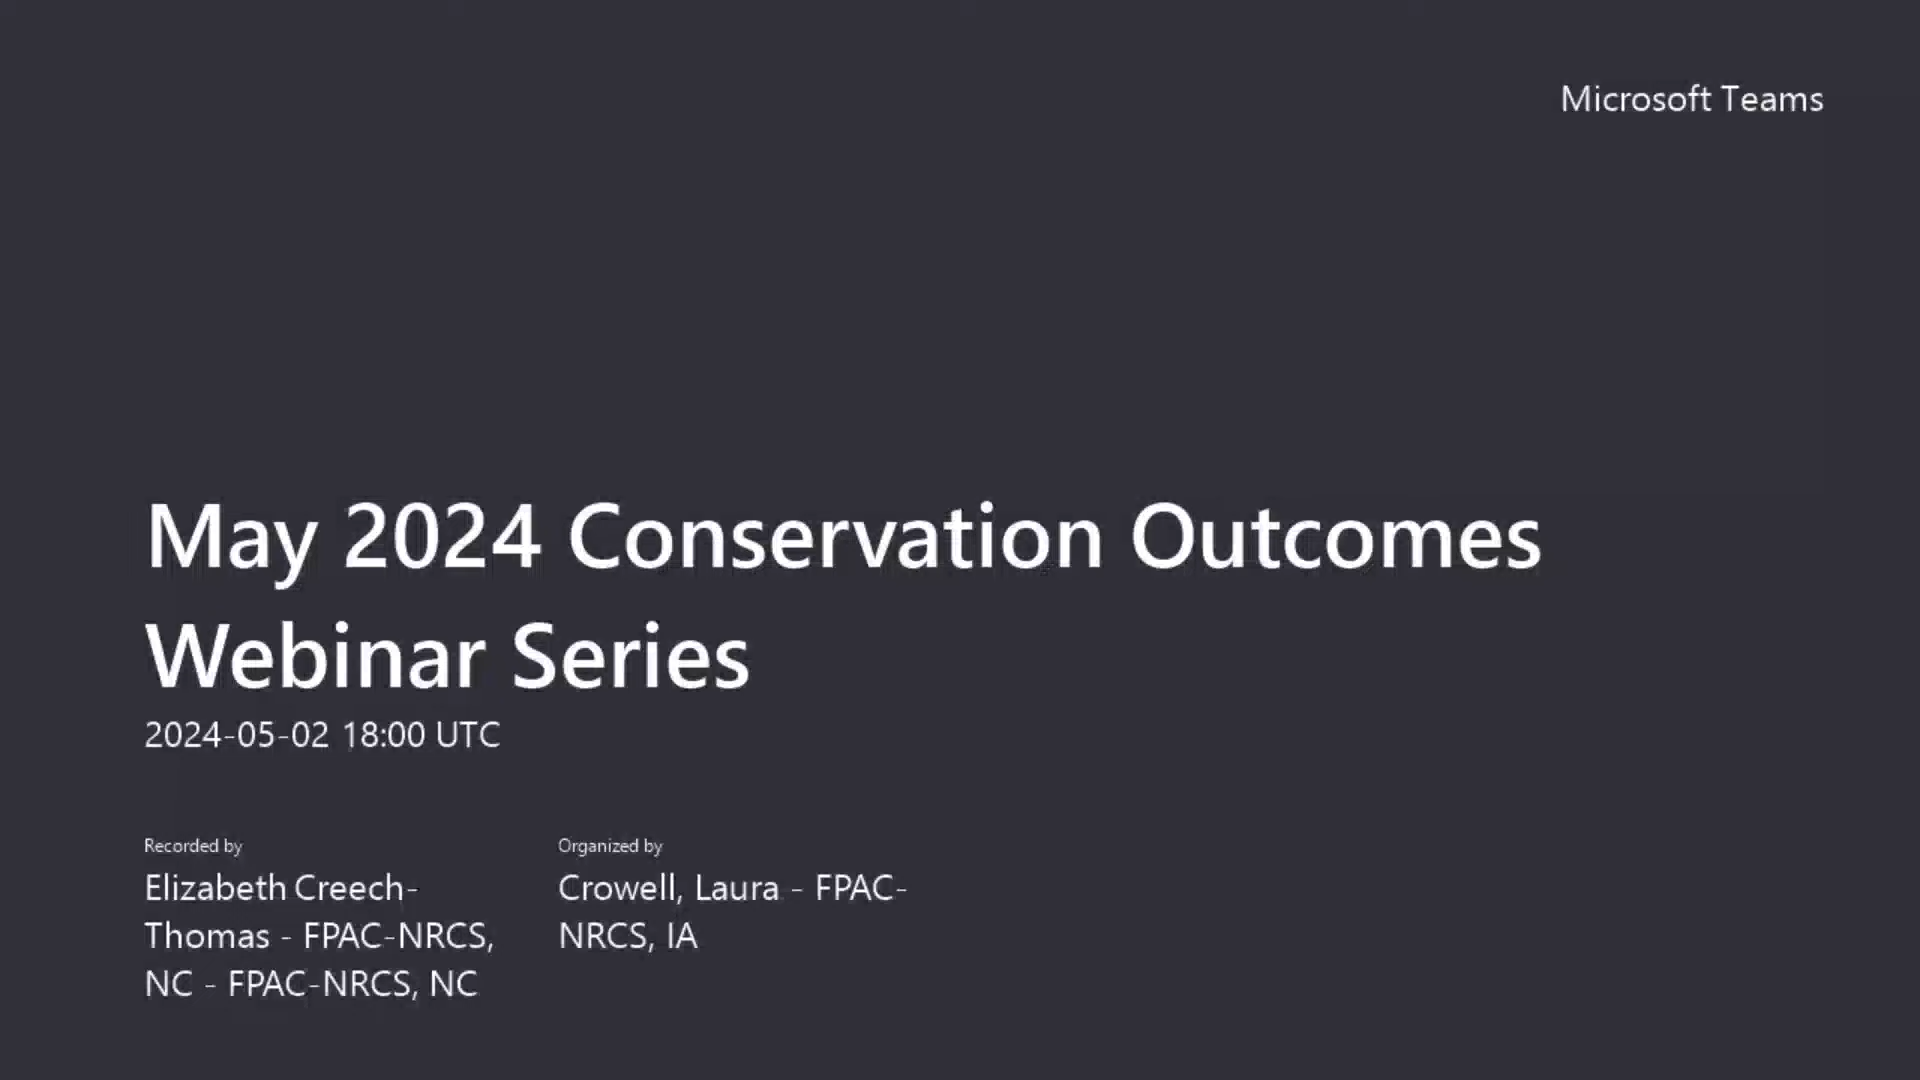 Microsoft Teams
May 2024 Conservation Outcomes
Webinar Series
2024-05-02 18:00 UTC
Recorded by
Elizabeth Creech-
Thomas - FPAC-NRCS,
NC - FPAC-NRCS, NC
Organized by
Crowell, Laura - FPAC-
NRCS, IA